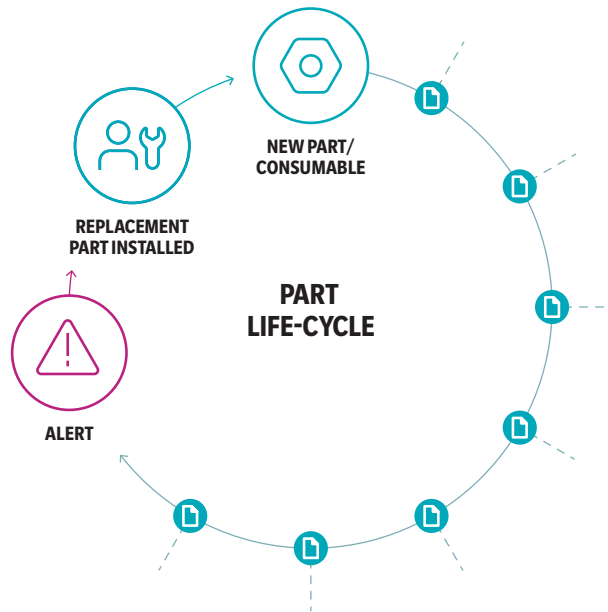 NEW PART/
CONSUMABLE
REPLACEMENT
PART INSTALLED
PART
LIFE-CYCLE
ALERT